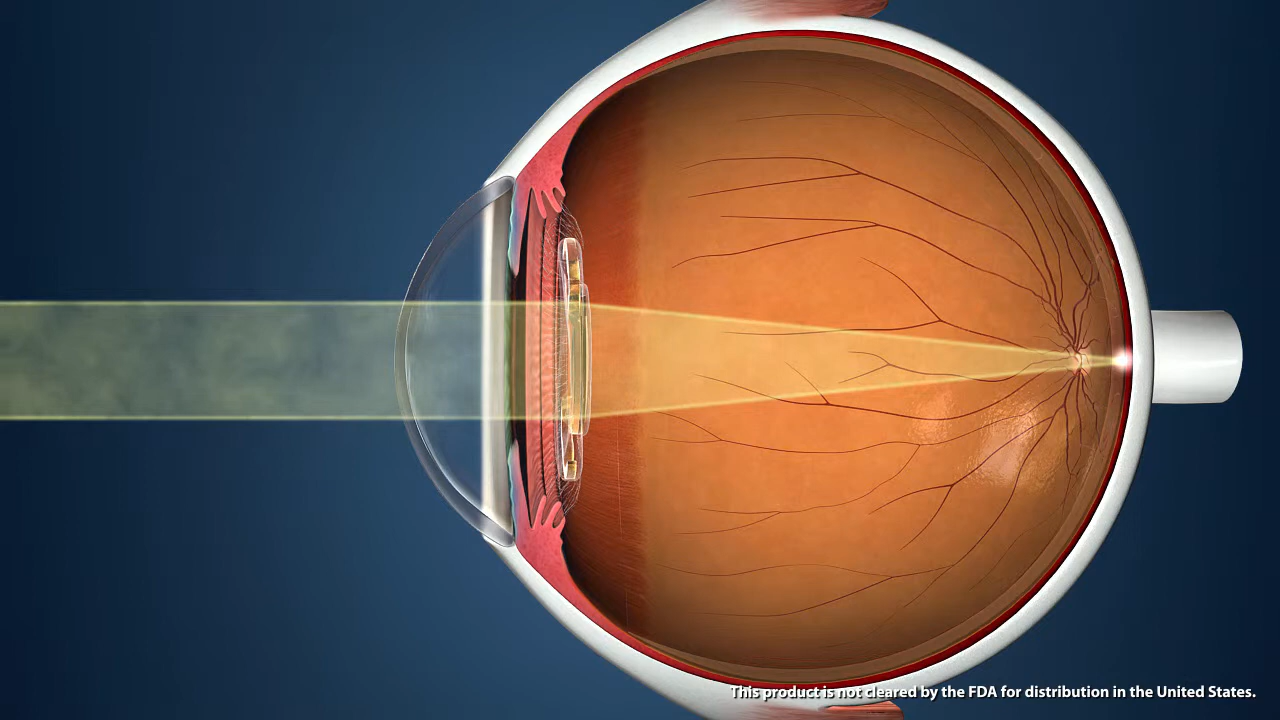 This product is not cleared by the FDA for distribution in the United States.